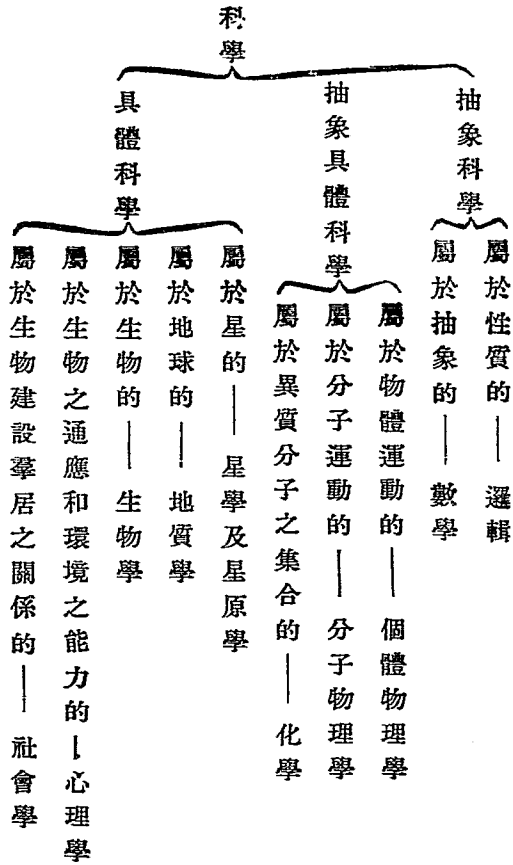 科學
抽象科學
屬於性質的——邏輯
屬於抽象的——數學
抽象具體科學
屬於物體運動的——個體物理學
屬於分子運動的——分子物理學
屬於異質分子之集合的——化學
具體科學
屬於星的——星學及星原學
屬於地球的——地質學
屬於生物的——生物學
屬於生物之通應和環境之能力的—心理學
屬於生物建設羣居之關係的——社會學